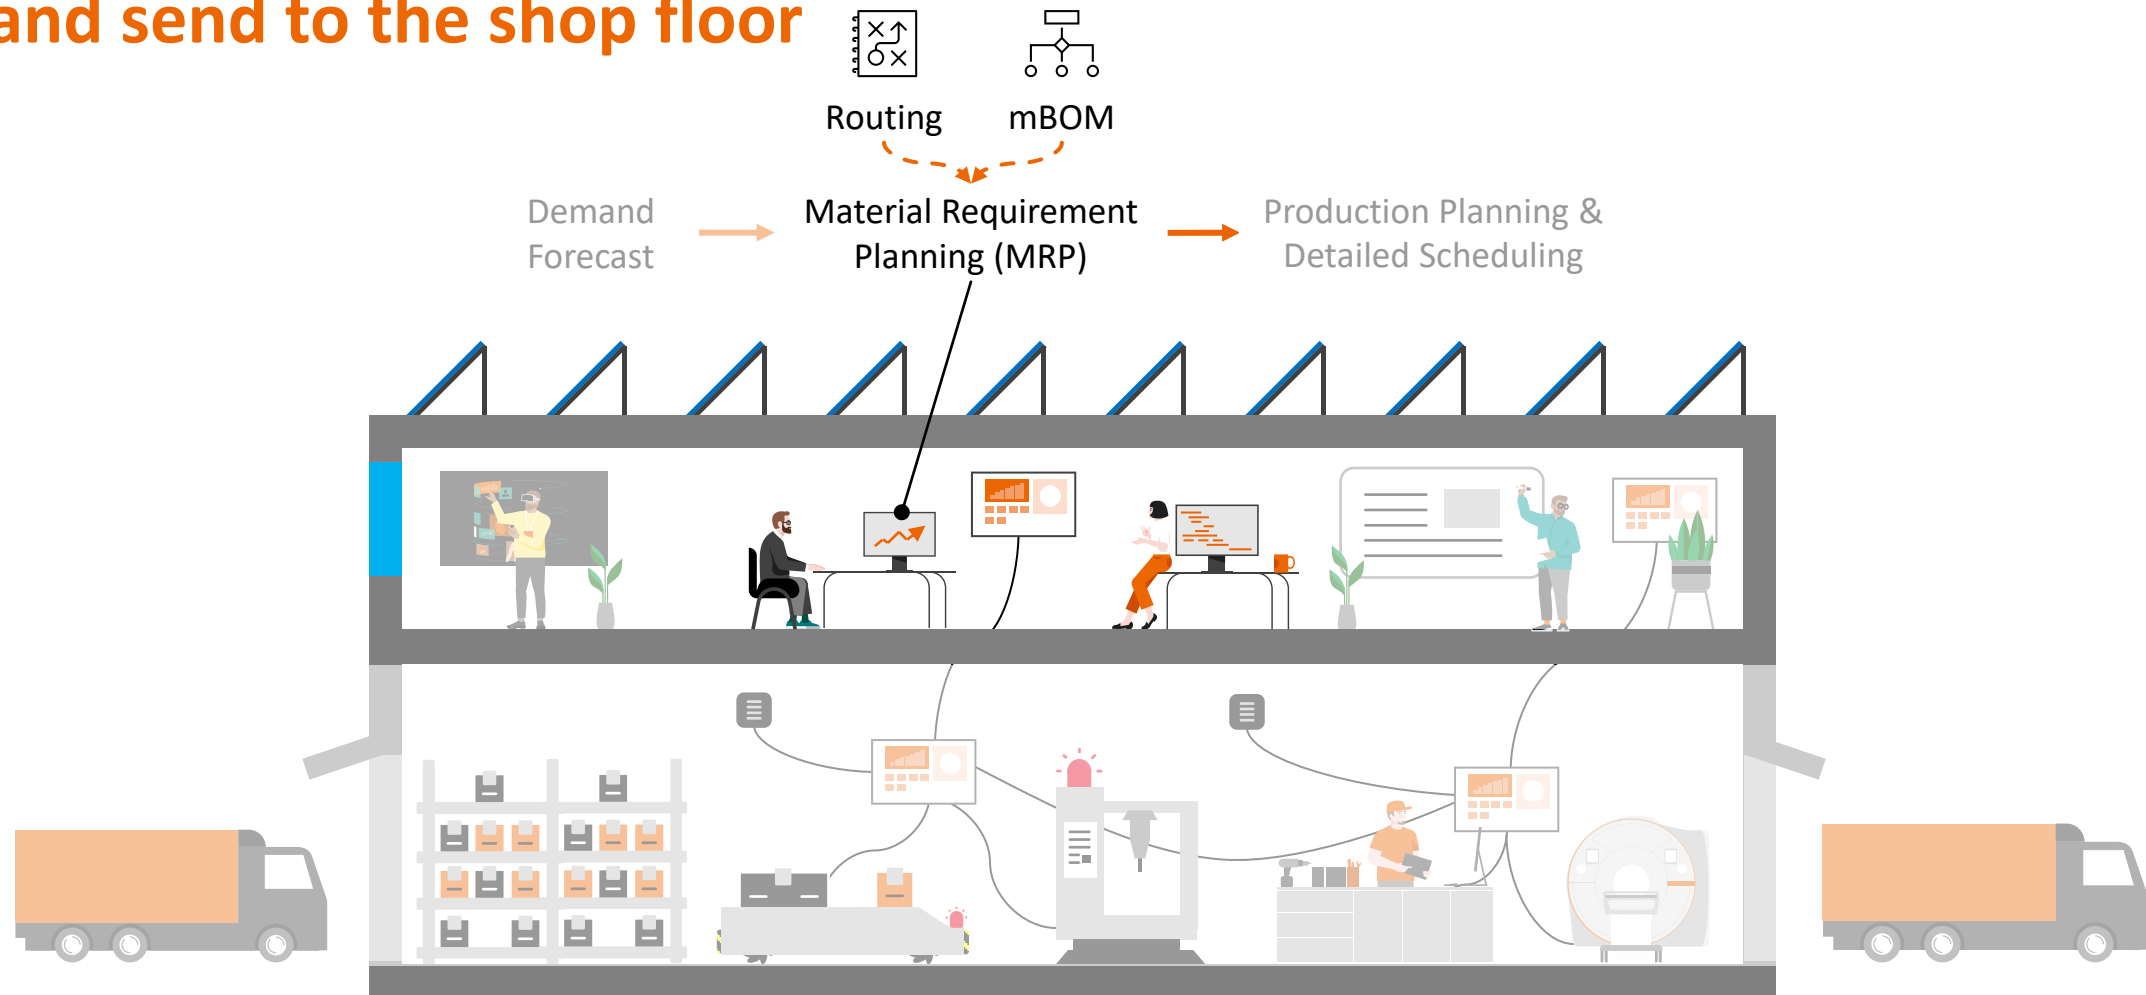 and send to the shop floor
Routing
mBOM
Demand
Forecast
Material Requirement
Planning (MRP)
Production Planning &
Detailed Scheduling